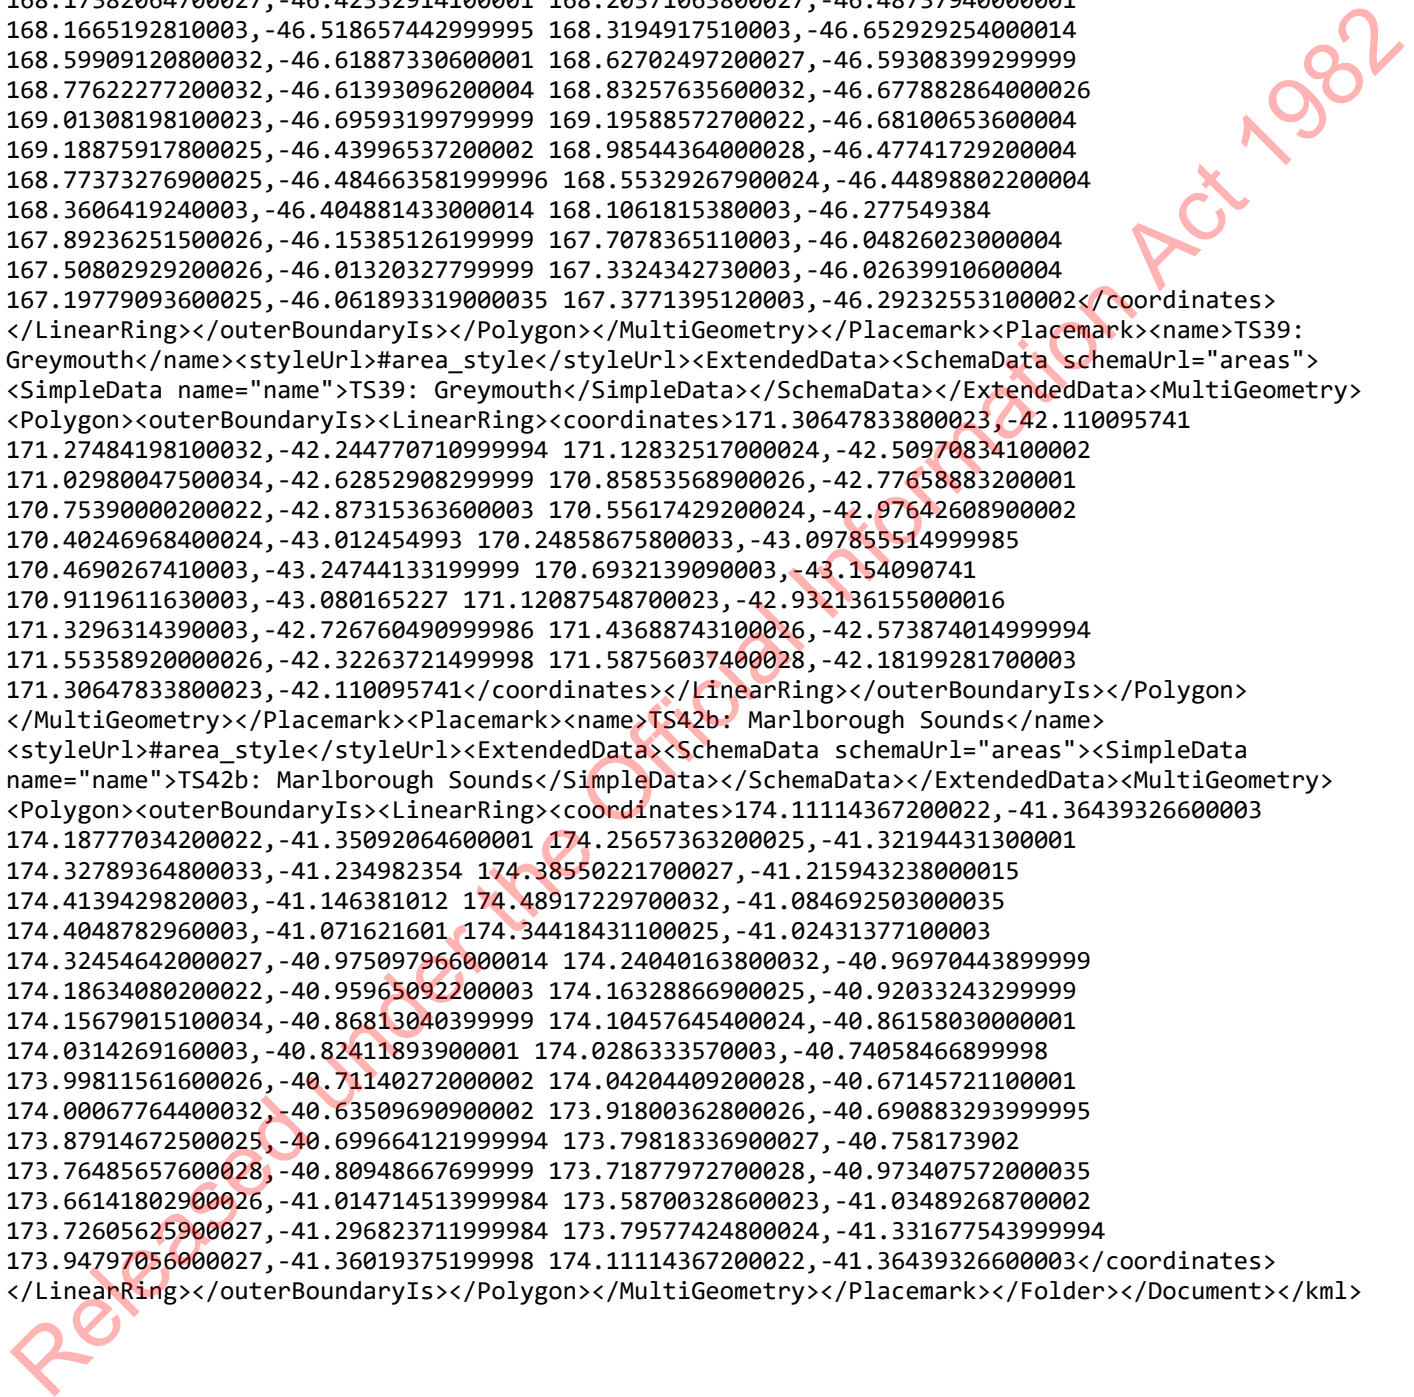 168.17382064700027,-46.42332914100001 168.20371063800027,-46.48737940000001
168.1665192810003,-46.518657442999995 168.3194917510003,-46.652929254000014
168.59909120800032,-46.61887330600001 168.62702497200027,-46.59308399299999
168.77622277200032,-46.61393096200004 168.83257635600032,-46.677882864000026
169.01308198100023,-46.69593199799999 169.19588572700022,-46.68100653600004
169.18875917800025,-46.43996537200002 168.98544364000028,-46.47741729200004
168.77373276900025,-46.484663581999996 168.55329267900024,-46.44898802200004
168.3606419240003,-46.404881433000014 168.1061815380003,-46.277549384
167.89236251500026,-46.15385126199999 167.7078365110003,-46.04826023000004
167.50802929200026,-46.01320327799999 167.3324342730003,-46.02639910600004
167.19779093600025,-46.061893319000035 167.3771395120003,-46.29232553100002</coordinates>
</LinearRing></outerBoundaryIs></Polygon></MultiGeometry></Placemark><Placemark><name>TS39:
Greymouth</name><styleUrl>#area_style</styleUrl><ExtendedData><SchemaData schemaUrl="areas">
<SimpleData name="name">TS39: Greymouth</SimpleData></SchemaData></ExtendedData><MultiGeometry>
<Polygon><outerBoundaryIs><LinearRing><coordinates>171.30647833800023,-42.110095741
171.27484198100032,-42.244770710999994 171.12832517000024,-42.50970834100002
171.02980047500034,-42.62852908299999 170.85853568900026,-42.77658883200001
170.75390000200022,-42.87315363600003 170.55617429200024,-42.97642608900002
170.40246968400024,-43.012454993 170.24858675800033,-43.097855514999985
170.4690267410003,-43.24744133199999 170.6932139090003,-43.154090741
170.9119611630003,-43.080165227 171.12087548700023,-42.932136155000016
171.3296314390003,-42.726760490999986 171.43688743100026,-42.573874014999994
171.55358920000026,-42.32263721499998 171.58756037400028,-42.18199281700003
171.30647833800023,-42.110095741</coordinates></LinearRing></outerBoundaryIs></Polygon>
</MultiGeometry></Placemark><Placemark><name>TS42b: Marlborough Sounds</name>
<styleUrl>#area_style</styleUrl><ExtendedData><SchemaData schemaUrl="areas"><SimpleData
name="name">TS42b: Marlborough Sounds</SimpleData></SchemaData></ExtendedData><MultiGeometry>
<Polygon><outerBoundaryIs><LinearRing><coordinates>174.11114367200022,-41.36439326600003
174.18777034200022,-41.35092064600001 174.25657363200025,-41.32194431300001
174.32789364800033,-41.234982354 174.38550221700027,-41.215943238000015
174.4139429820003,-41.146381012 174.48917229700032,-41.084692503000035
174.4048782960003,-41.071621601 174.34418431100025,-41.02431377100003
174.32454642000027,-40.975097966000014 174.24040163800032,-40.96970443899999
174.18634080200022,-40.95965092200003 174.16328866900025,-40.92033243299999
174.15679015100034,-40.86813040399999 174.10457645400024,-40.86158030000001
174.0314269160003,-40.82411893900001 174.0286333570003,-40.74058466899998
173.99811561600026,-40.71140272000002 174.04204409200028,-40.67145721100001
174.00067764400032,-40.63509690900002 173.91800362800026,-40.690883293999995
173.87914672500025,-40.699664121999994 173.79818336900027,-40.758173902
173.76485657600028,-40.80948667699999 173.71877972700028,-40.973407572000035
173.66141802900026,-41.014714513999984 173.58700328600023,-41.03489268700002
173.72605625900027,-41.296823711999984 173.79577424800024,-41.331677543999994
173.94797056000027,-41.36019375199998 174.11114367200022,-41.36439326600003</coordinates>
</LinearRing></outerBoundaryIs></Polygon></MultiGeometry></Placemark></Folder></Document></kml>
Released under the Official Information Act 1982